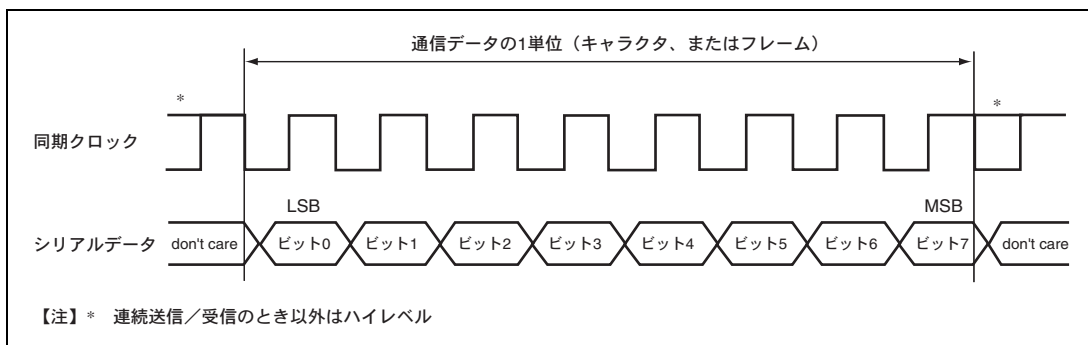 通信データの1単位（キャラクタ、またはフレーム）
* *
同期クロック
LSB MSB
シリアルデータ don't care ビット0 ビット1 ビット2 ビット3 ビット4 ビット5 ビット6 ビット7 don't care
【注】* 連続送信／受信のとき以外はハイレベル